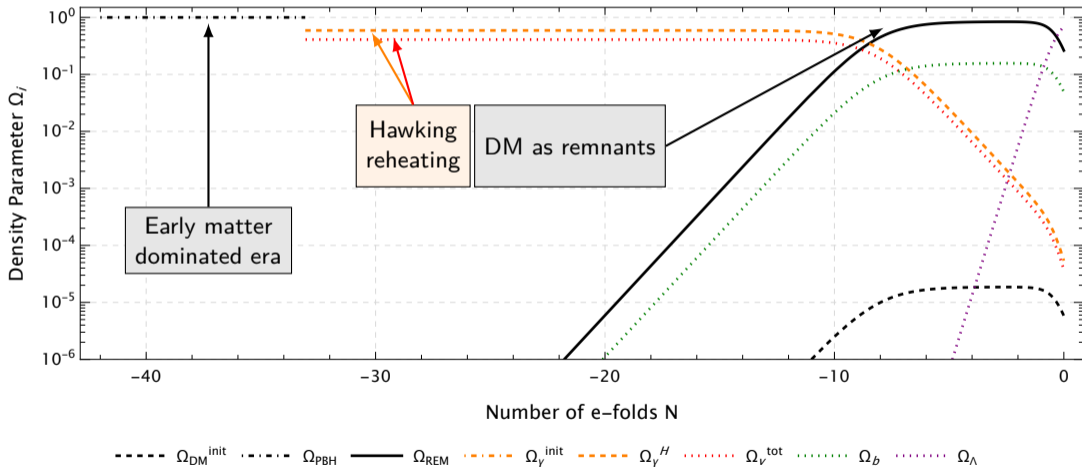 Density Parameter Ω_i
10⁰
10⁻¹
10⁻²
10⁻³
10⁻⁴
10⁻⁵
10⁻⁶
Hawking
reheating
DM as remnants
Early matter
dominated era
-40 -30 -20 -10 0
Number of e-folds N
Ω_DM^init Ω_PBH Ω_REM Ω_γ^init Ω_γ^H Ω_ν^tot Ω_b Ω_Λ